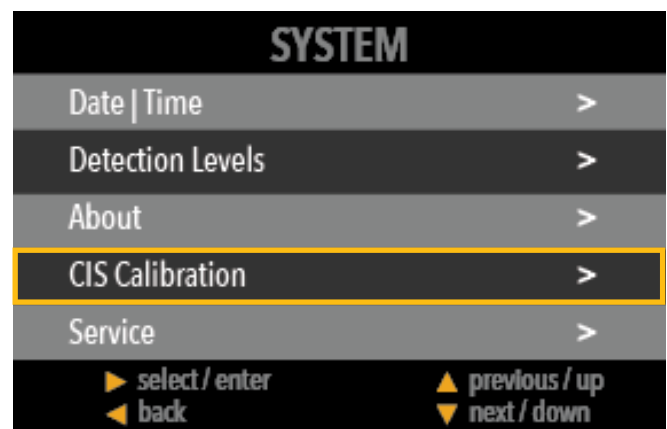 SYSTEM
Date | Time >
Detection Levels >
About >
CIS Calibration >
Service >
▶ select / enter ▲ previous / up
◀ back ▼ next / down